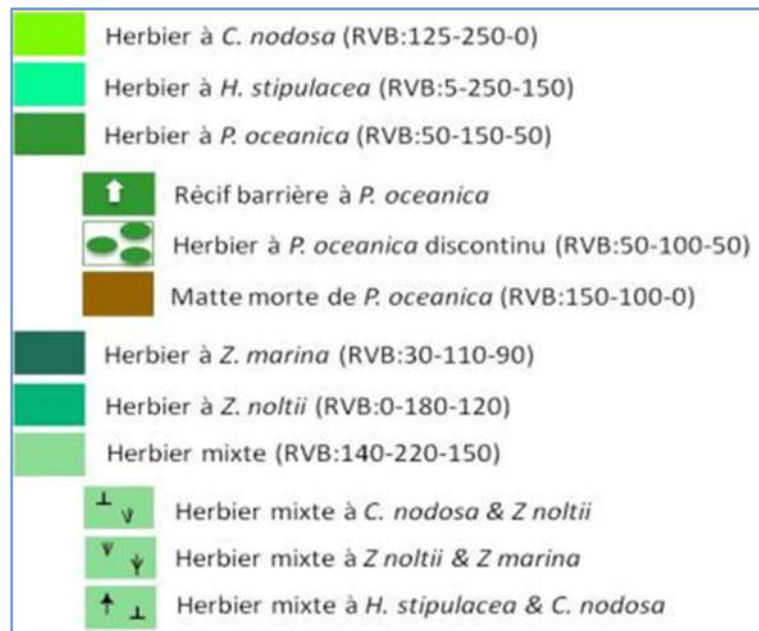 Herbier à C. nodosa (RVB:125-250-0)
Herbier à H. stipulacea (RVB:5-250-150)
Herbier à P. oceanica (RVB:50-150-50)
Récif barrière à P. oceanica
Herbier à P. oceanica discontinu (RVB:50-100-50)
Matte morte de P. oceanica (RVB:150-100-0)
Herbier à Z. marina (RVB:30-110-90)
Herbier à Z. noltii (RVB:0-180-120)
Herbier mixte (RVB:140-220-150)
Herbier mixte à C. nodosa & Z noltii
Herbier mixte à Z noltii & Z marina
Herbier mixte à H. stipulacea & C. nodosa